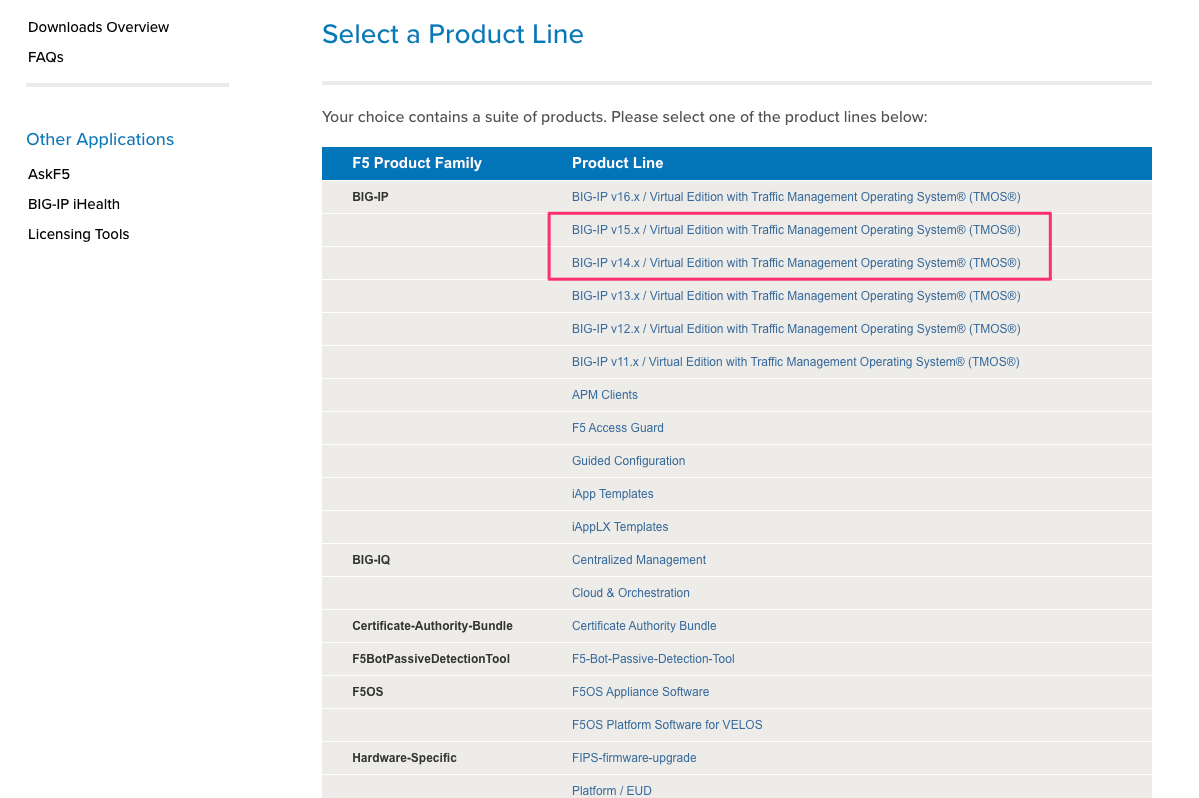 Downloads Overview
FAQs
Other Applications
AskF5
BIG-IP iHealth
Licensing Tools
Select a Product Line
Your choice contains a suite of products. Please select one of the product lines below:
F5 Product Family Product Line
BIG-IP BIG-IP v16.x / Virtual Edition with Traffic Management Operating System® (TMOS®)
BIG-IP v15.x / Virtual Edition with Traffic Management Operating System® (TMOS®)
BIG-IP v14.x / Virtual Edition with Traffic Management Operating System® (TMOS®)
BIG-IP v13.x / Virtual Edition with Traffic Management Operating System® (TMOS®)
BIG-IP v12.x / Virtual Edition with Traffic Management Operating System® (TMOS®)
BIG-IP v11.x / Virtual Edition with Traffic Management Operating System® (TMOS®)
APM Clients
F5 Access Guard
Guided Configuration
iApp Templates
iAppLX Templates
BIG-IQ Centralized Management
Cloud & Orchestration
Certificate-Authority-Bundle Certificate Authority Bundle
F5BotPassiveDetectionTool F5-Bot-Passive-Detection-Tool
F5OS F5OS Appliance Software
F5OS Platform Software for VELOS
Hardware-Specific FIPS-firmware-upgrade
Platform / EUD